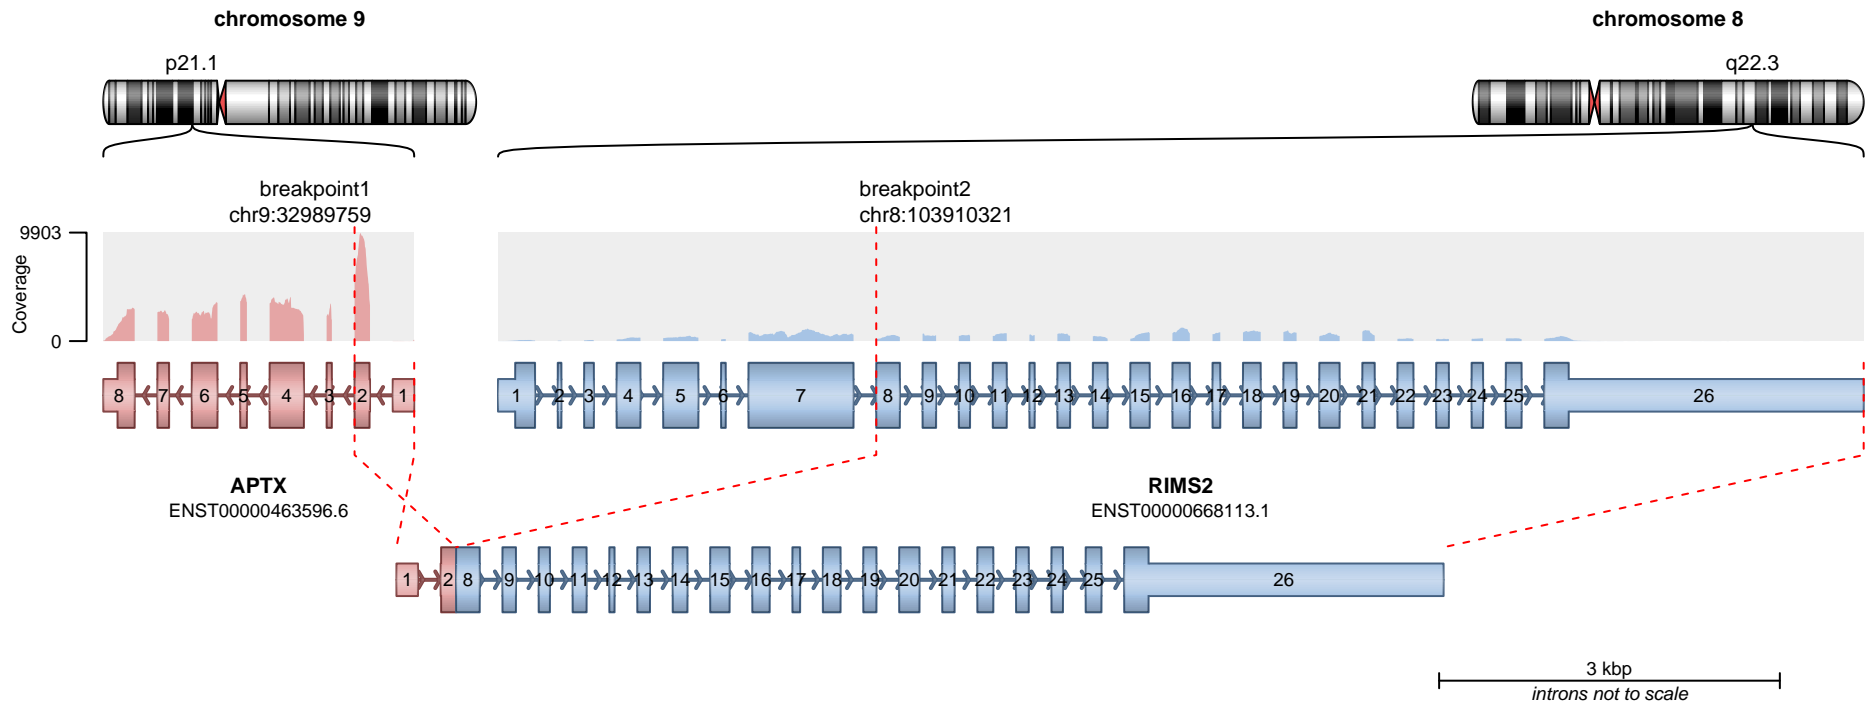 chromosome 9
chromosome 8
p21.1
q22.3
breakpoint1
chr9:32989759
breakpoint2
chr8:103910321
9903
Coverage
0
8 7 6 5 4 3 2 1
1 2 3 4 5 6 7 8 9 10 11 12 13 14 15 16 17 18 19 20 21 22 23 24 25 26
APTX
ENST00000463596.6
RIMS2
ENST00000668113.1
1 2 8 9 10 11 12 13 14 15 16 17 18 19 20 21 22 23 24 25 26
3 kbp
introns not to scale